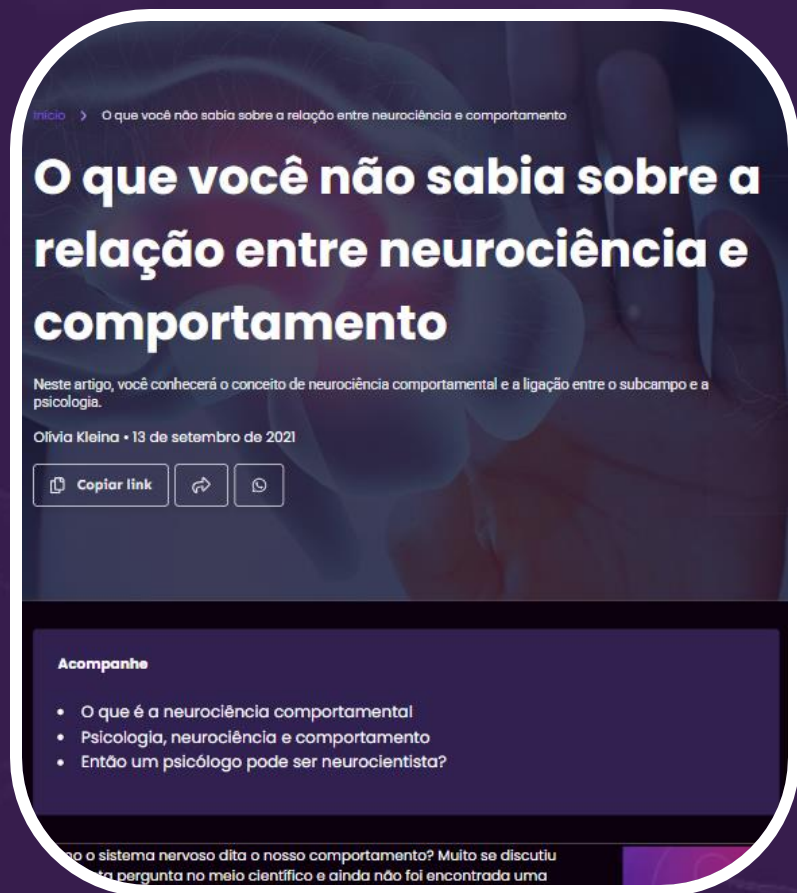 Início > O que você não sabia sobre a relação entre neurociência e comportamento
O que você não sabia sobre a
relação entre neurociência e
comportamento
Neste artigo, você conhecerá o conceito de neurociência comportamental e a ligação entre o subcampo e a
psicologia.
Olívia Kleina • 13 de setembro de 2021
Copiar link
Acompanhe
• O que é a neurociência comportamental
• Psicologia, neurociência e comportamento
• Então um psicólogo pode ser neurocientista?
o sistema nervoso dita o nosso comportamento? Muito se discutiu
pergunta no meio científico e ainda não foi encontrada uma